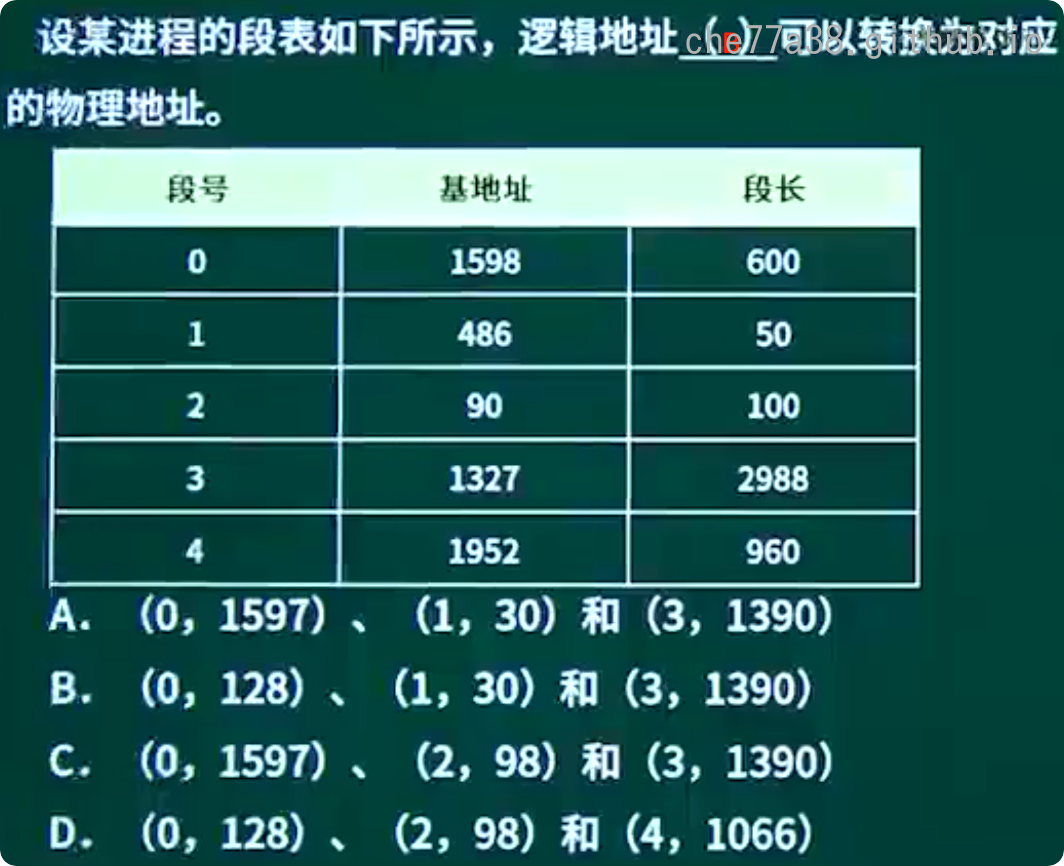 设某进程的段表如下所示，逻辑地址（ ）可以转换为对应
che77a38.github.io
的物理地址。
段号 基地址 段长
0 1598 600
1 486 50
2 90 100
3 1327 2988
4 1952 960
A. （0，1597）、（1，30）和（3，1390）
B. （0，128）、（1，30）和（3，1390）
C. （0，1597）、（2，98）和（3，1390）
D. （0，128）、（2，98）和（4，1066）